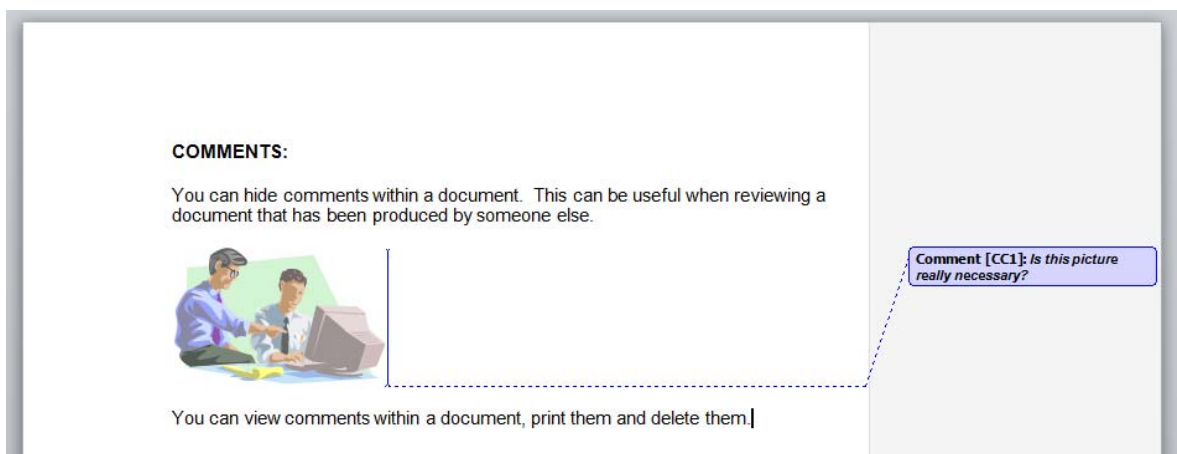 COMMENTS:
You can hide comments within a document.  This can be useful when reviewing a
document that has been produced by someone else.
Comment [CC1]: Is this picture
really necessary?
You can view comments within a document, print them and delete them.